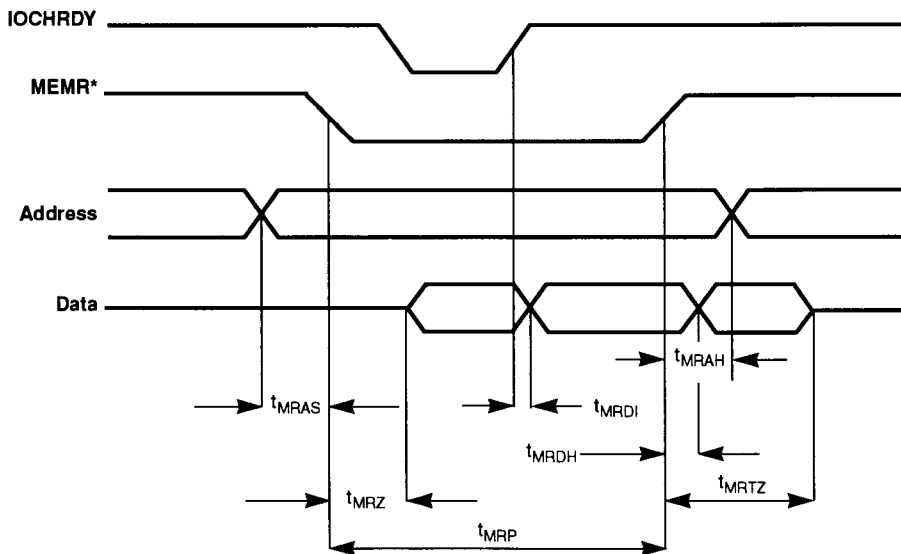 IOCHRDY
MEMR*
Address
Data
tMRAH
tMRAS
tMRDI
tMRDH
tMRZ
tMRTZ
tMRP